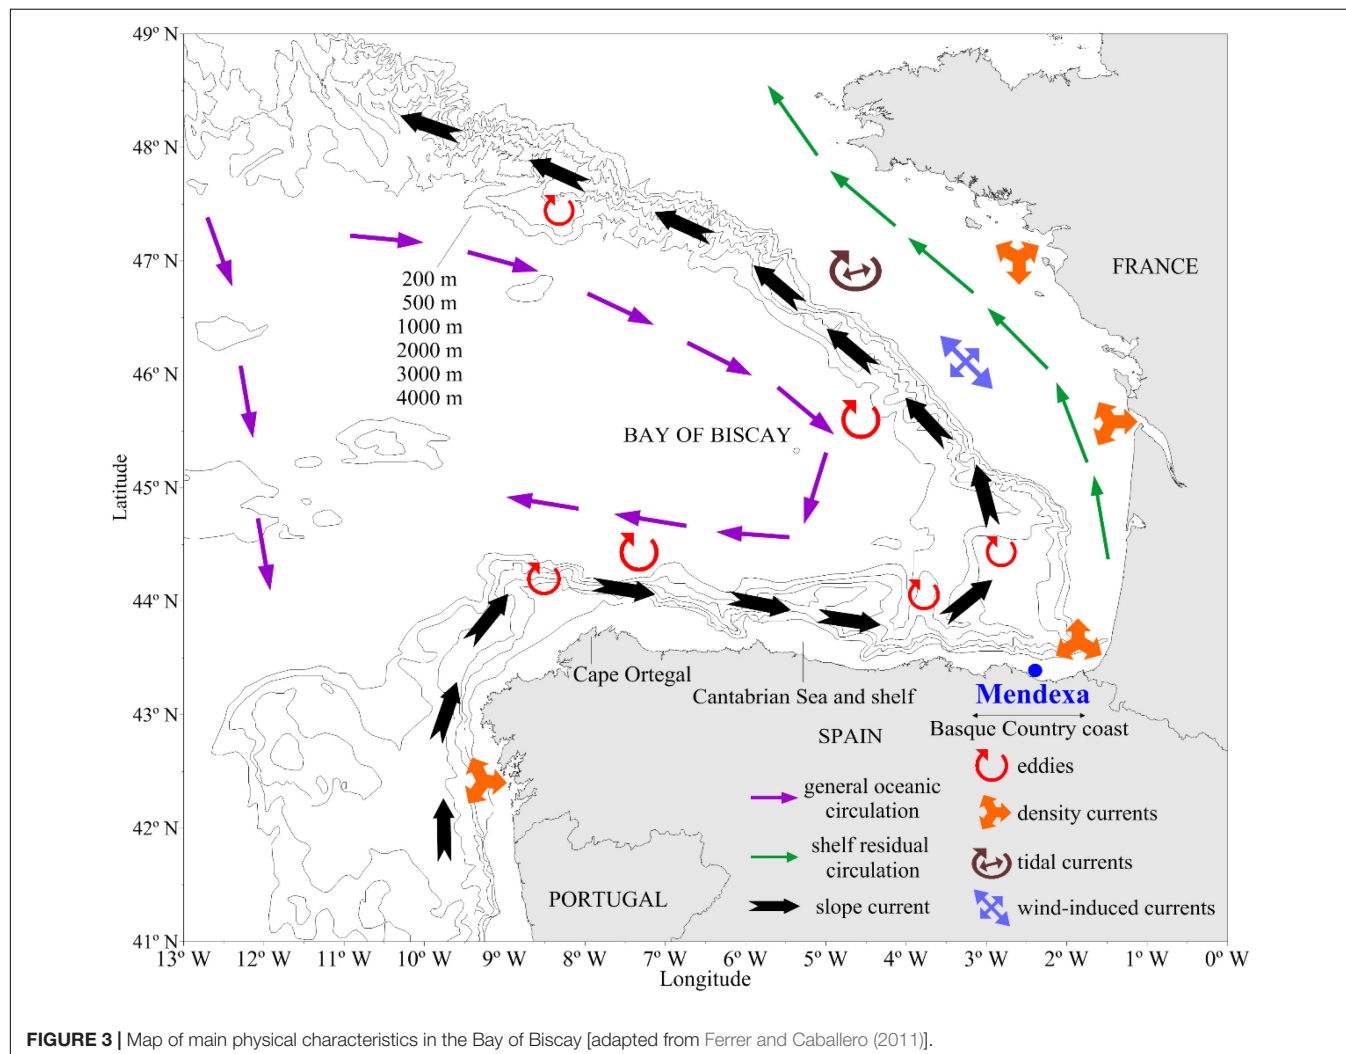 49° N
48° N
47° N
46° N
45° N
44° N
43° N
42° N
41° N
Latitude
200 m
500 m
1000 m
2000 m
3000 m
4000 m
FRANCE
BAY OF BISCAY
Cape Ortegal
Cantabrian Sea and shelf
Mendexa
Basque Country coast
SPAIN
PORTUGAL
general oceanic
circulation
shelf residual
circulation
slope current
eddies
density currents
tidal currents
wind-induced currents
13° W 12° W 11° W 10° W 9° W 8° W 7° W 6° W 5° W 4° W 3° W 2° W 1° W 0° W
Longitude
FIGURE 3 | Map of main physical characteristics in the Bay of Biscay [adapted from Ferrer and Caballero (2011)].